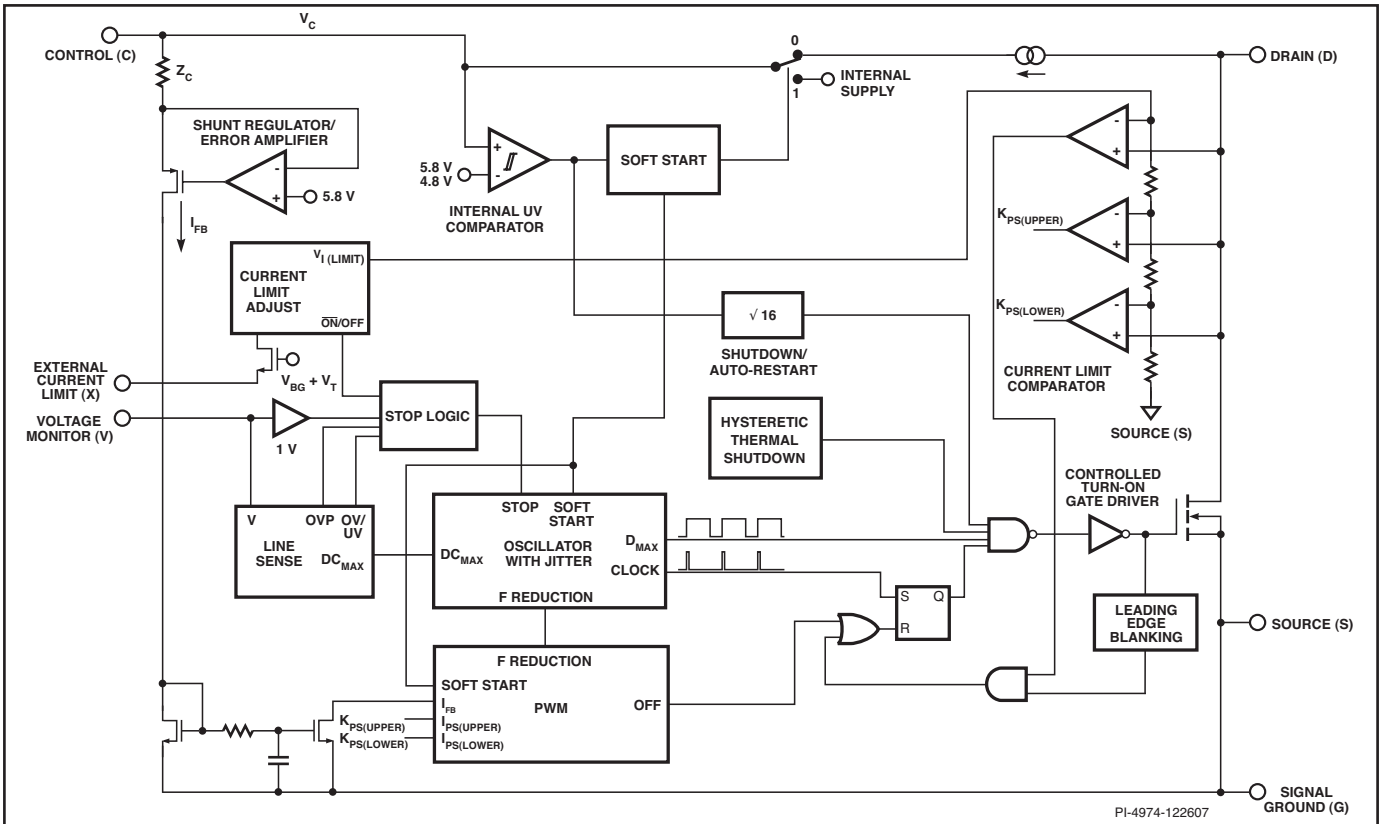 V_C
CONTROL (C)
Z_C
0
1
INTERNAL
SUPPLY
DRAIN (D)
SHUNT REGULATOR/
ERROR AMPLIFIER
-
+
5.8 V
I_FB
+
-
5.8 V
4.8 V
INTERNAL UV
COMPARATOR
SOFT START
-
+
K_PS(UPPER)
-
+
K_PS(LOWER)
-
+
CURRENT LIMIT
COMPARATOR
SOURCE (S)
V_I (LIMIT)
CURRENT
LIMIT
ADJUST
ON/OFF
V_BG + V_T
√ 16
SHUTDOWN/
AUTO-RESTART
EXTERNAL
CURRENT
LIMIT (X)
VOLTAGE
MONITOR (V)
1 V
STOP LOGIC
HYSTERETIC
THERMAL
SHUTDOWN
CONTROLLED
TURN-ON
GATE DRIVER
V
OVP
OV/
UV
LINE
SENSE
DC_MAX
STOP
SOFT
START
DC_MAX
OSCILLATOR
WITH JITTER
D_MAX
CLOCK
F REDUCTION
S
Q
R
LEADING
EDGE
BLANKING
SOURCE (S)
F REDUCTION
SOFT START
PWM
OFF
I_FB
K_PS(UPPER)
I_PS(UPPER)
K_PS(LOWER)
I_PS(LOWER)
SIGNAL
GROUND (G)
PI-4974-122607